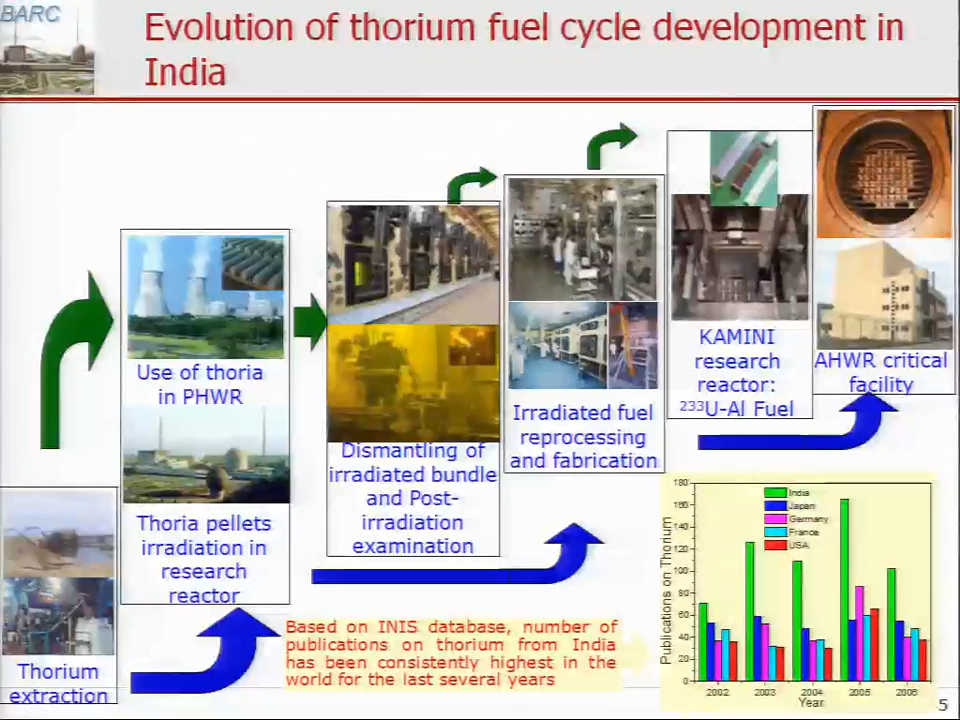 BARC
Evolution of thorium fuel cycle development in
India
Thorium
extraction
Use of thoria
in PHWR
Thoria pellets
irradiation in
research
reactor
Dismantling of
irradiated bundle
and Post-
irradiation
examination
Irradiated fuel
reprocessing
and fabrication
KAMINI
research
reactor:
²³³U-Al Fuel
AHWR critical
facility
Based on INIS database, number of
publications on thorium from India
has been consistently highest in the
world for the last several years
Publications on Thorium
180
160
140
120
100
80
60
40
20
0
India
Japan
Germany
France
USA
2002 2003 2004 2005 2006
Year
5